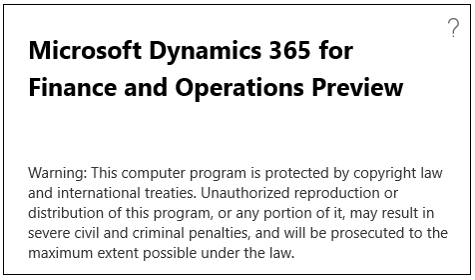 ?
Microsoft Dynamics 365 for
Finance and Operations Preview
Warning: This computer program is protected by copyright law
and international treaties. Unauthorized reproduction or
distribution of this program, or any portion of it, may result in
severe civil and criminal penalties, and will be prosecuted to the
maximum extent possible under the law.